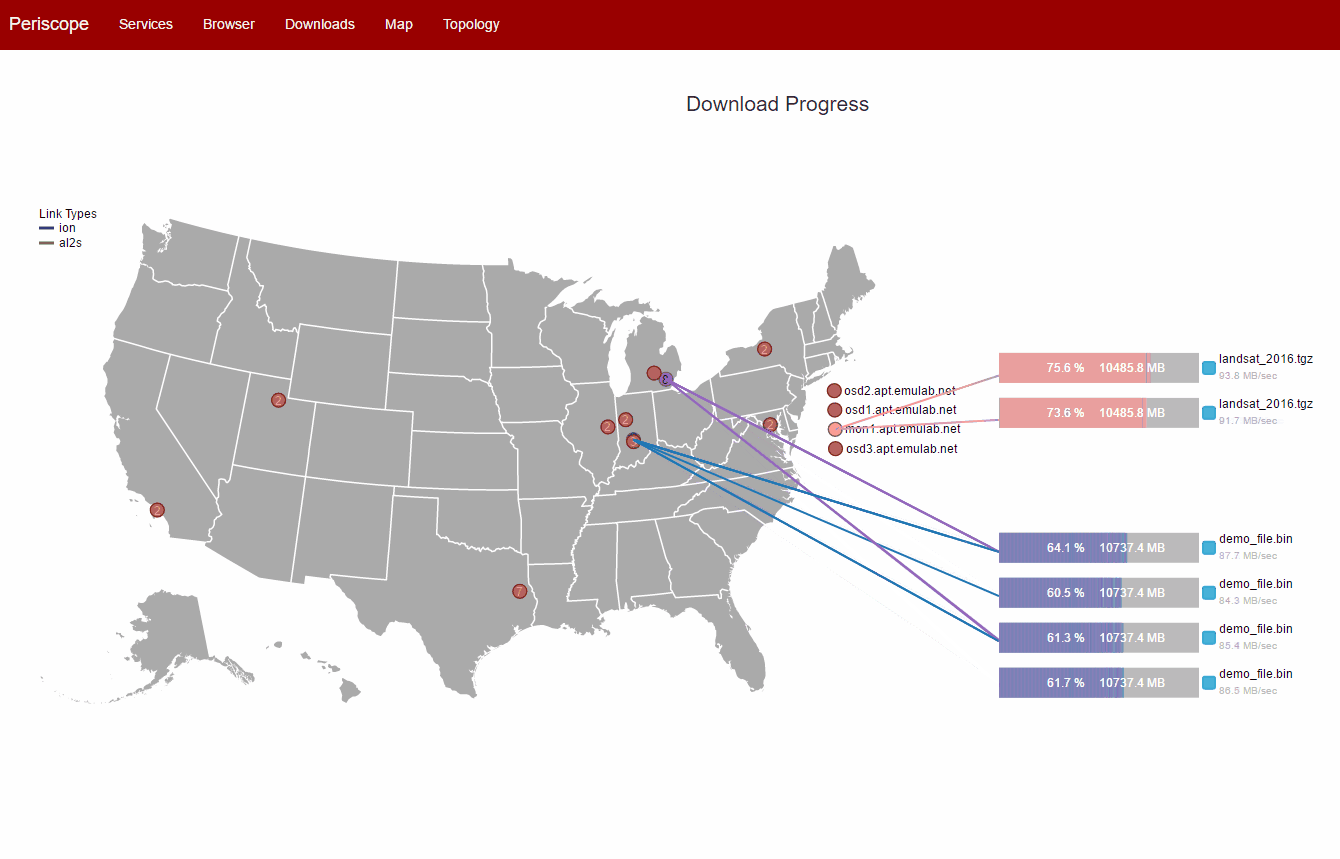 Periscope Services Browser Downloads Map Topology
Download Progress
Link Types
ion
al2s
2
2
2
2
2
2
7
osd2.apt.emulab.net
osd1.apt.emulab.net
mon1.apt.emulab.net
osd3.apt.emulab.net
75.6 % 10485.8 MB
landsat_2016.tgz
93.8 MB/sec
73.6 % 10485.8 MB
landsat_2016.tgz
91.7 MB/sec
64.1 % 10737.4 MB
demo_file.bin
87.7 MB/sec
60.5 % 10737.4 MB
demo_file.bin
84.3 MB/sec
61.3 % 10737.4 MB
demo_file.bin
85.4 MB/sec
61.7 % 10737.4 MB
demo_file.bin
86.5 MB/sec